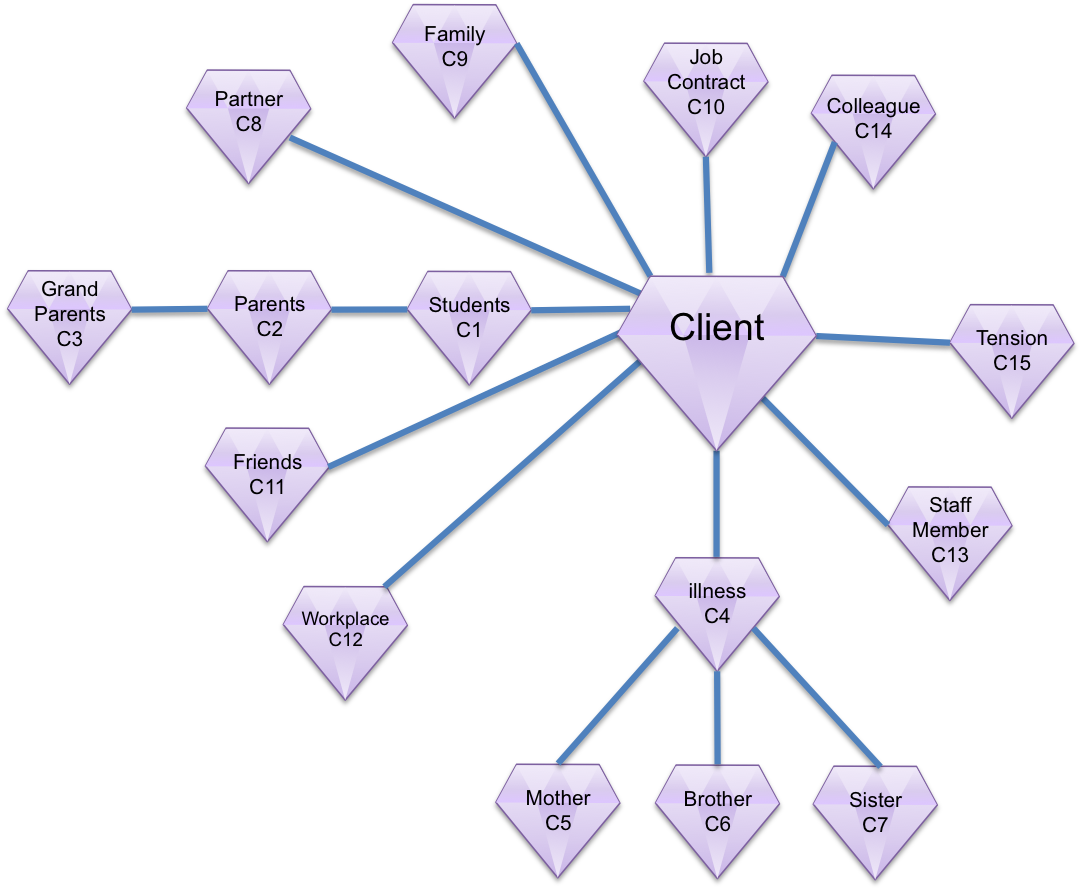 Family
C9
Job
Contract
C10
Partner
C8
Colleague
C14
Grand
Parents
C3
Parents
C2
Students
C1
Client
Tension
C15
Friends
C11
Staff
Member
C13
illness
C4
Workplace
C12
Mother
C5
Brother
C6
Sister
C7